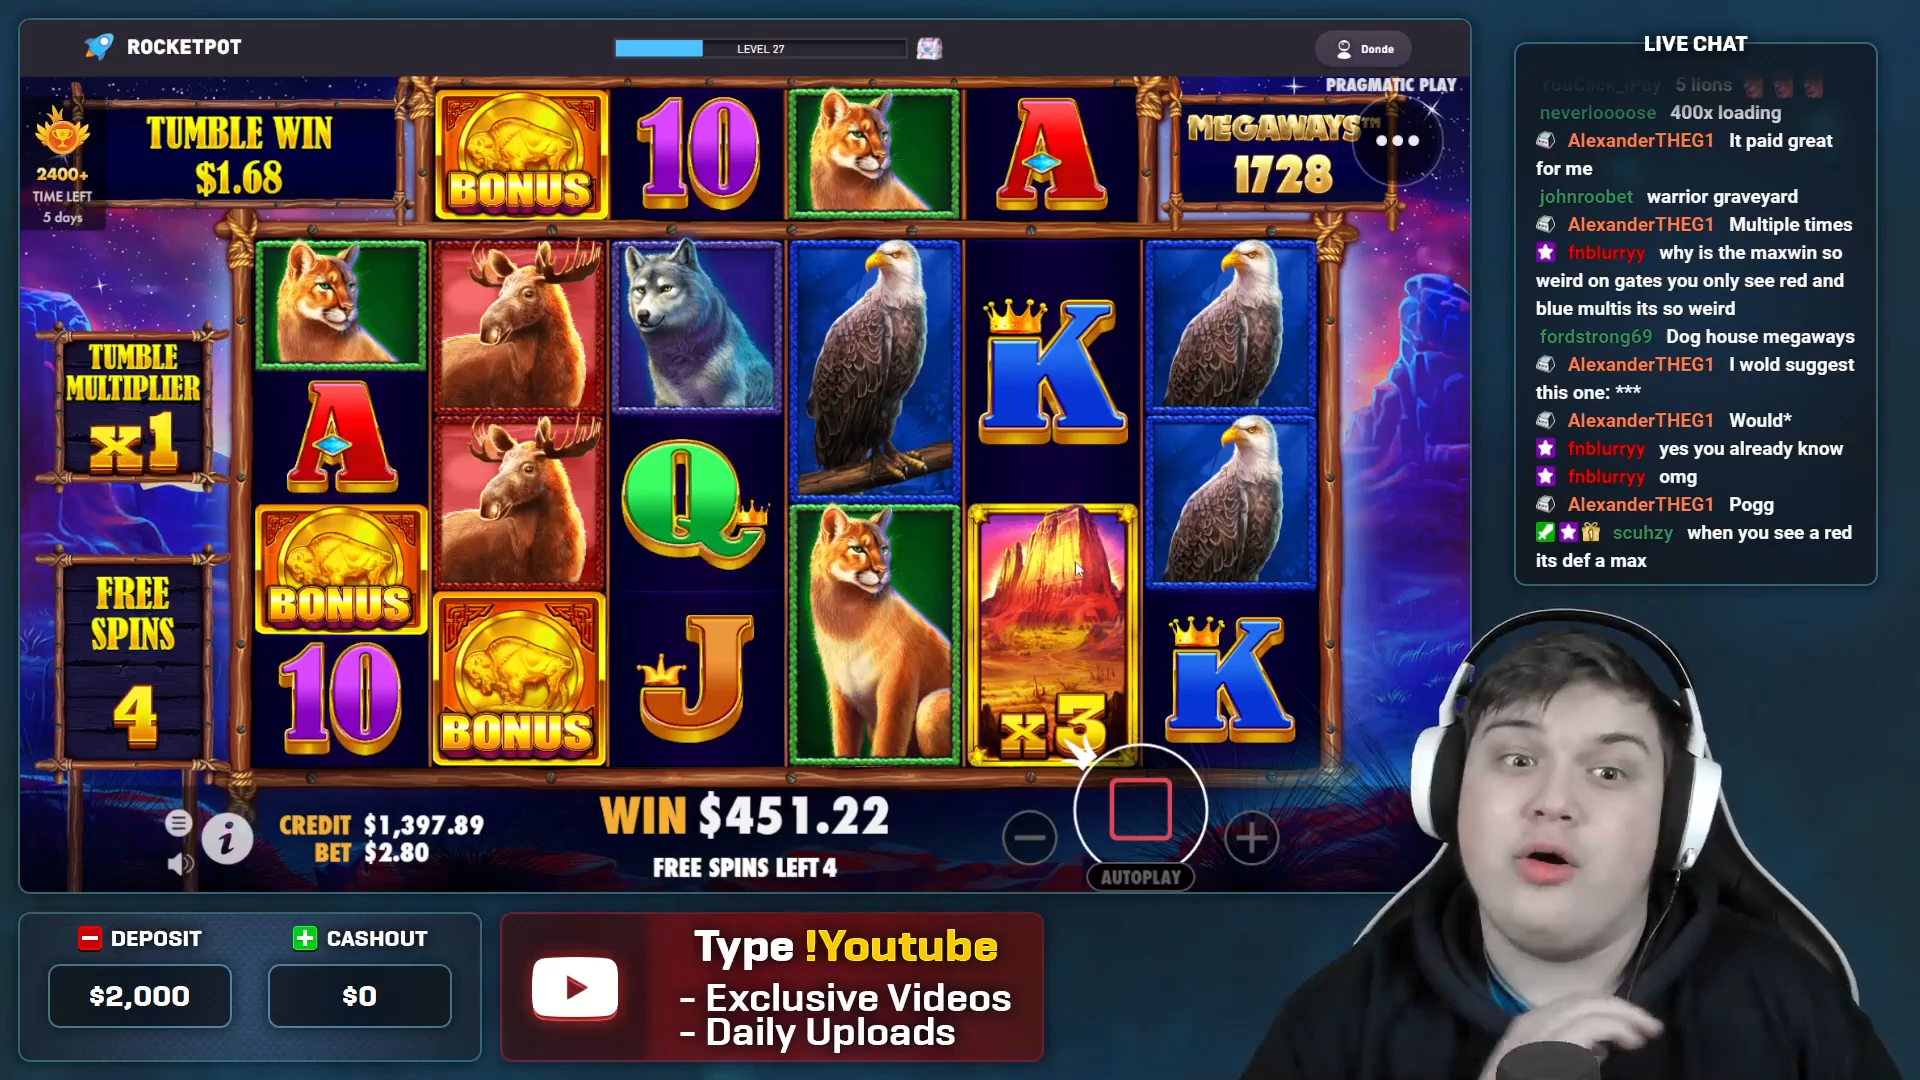 ROCKETPOT
LEVEL 27
Donde
PRAGMATIC PLAY
2400+
TIME LEFT
5 days
TUMBLE WIN
$1.68
BONUS
10
A
MEGAWAYS™
1728
TUMBLE
MULTIPLIER
x1
FREE
SPINS
4
A
BONUS
10
BONUS
Q
J
K
x3
K
CREDIT $1,397.89
BET $2.80
WIN $451.22
FREE SPINS LEFT 4
AUTOPLAY
DEPOSIT
$2,000
CASHOUT
$0
Type !Youtube
- Exclusive Videos
- Daily Uploads
LIVE CHAT
YouClick_iPay 5 lions
neverloooose 400x loading
AlexanderTHEG1 It paid great
for me
johnroobet warrior graveyard
AlexanderTHEG1 Multiple times
fnblurryy why is the maxwin so
weird on gates you only see red and
blue multis its so weird
fordstrong69 Dog house megaways
AlexanderTHEG1 I wold suggest
this one: ***
AlexanderTHEG1 Would*
fnblurryy yes you already know
fnblurryy omg
AlexanderTHEG1 Pogg
scuhzy when you see a red
its def a max